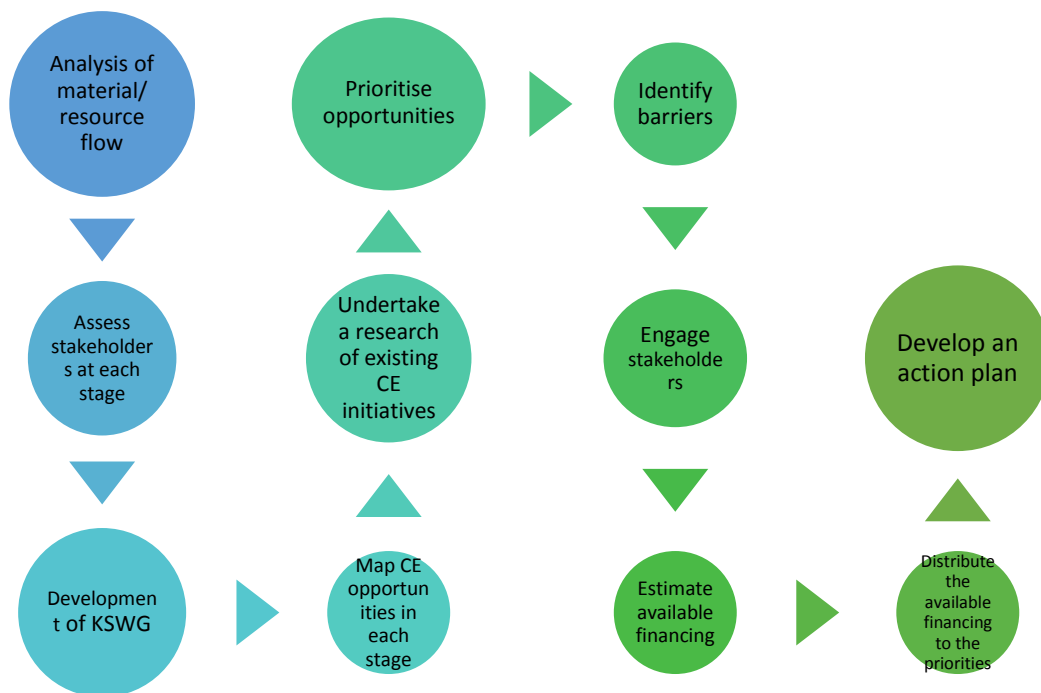 Analysis of
material/
resource
flow
Assess
stakeholder
s at each
stage
Developmen
t of KSWG
Map CE
opportun
ities in
each
stage
Undertake
a research
of existing
CE
initiatives
Prioritise
opportunities
Identify
barriers
Engage
stakeholde
rs
Estimate
available
financing
Distribute
the
available
financing
to the
priorities
Develop an
action plan